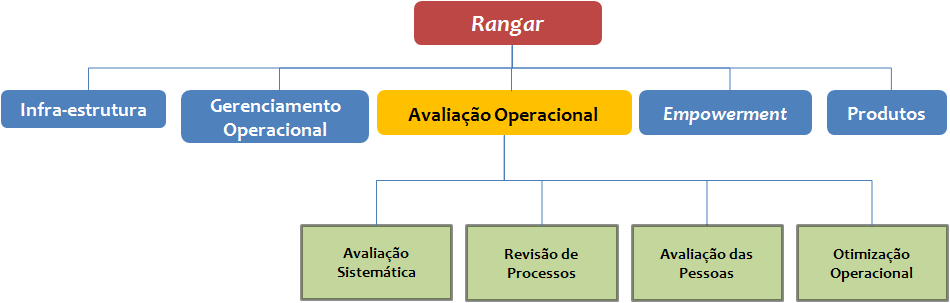 Rangar
Infra-estrutura
Gerenciamento
Operacional
Avaliação Operacional
Empowerment
Produtos
Avaliação
Sistemática
Revisão de
Processos
Avaliação das
Pessoas
Otimização
Operacional